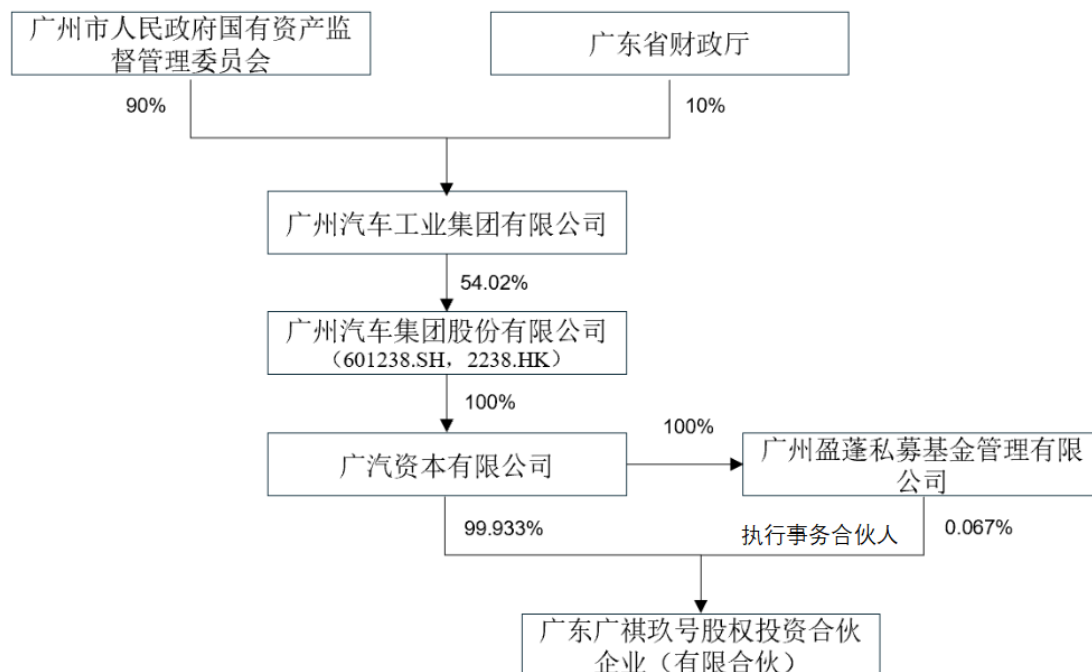 广州市人民政府国有资产监
督管理委员会
广东省财政厅
90%
10%
广州汽车工业集团有限公司
54.02%
广州汽车集团股份有限公司
（601238.SH，2238.HK）
100%
广汽资本有限公司
100%
广州盈蓬私募基金管理有限
公司
99.933%
执行事务合伙人
0.067%
广东广祺玖号股权投资合伙
企业（有限合伙）